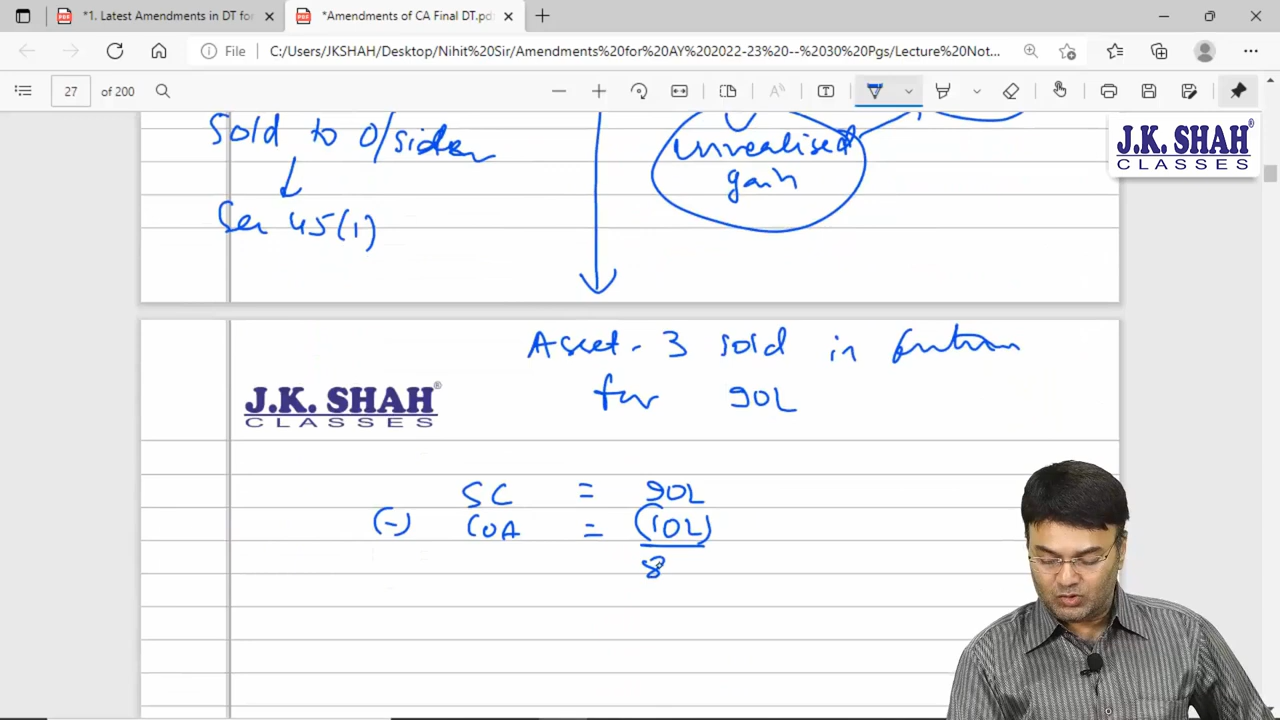 *1. Latest Amendments in DT for
*Amendments of CA Final DT.pd
File
C:/Users/JKSHAH/Desktop/Nihit%20Sir/Amendments%20for%20AY%202022-23%20--%2030%20Pgs/Lecture%20Not...
27 of 200
J.K. SHAH®
CLASSES
Sold to O/sider
Sec 45(1)
unrealised
gain
Asset - 3 sold in future
for 90L
J.K. SHAH®
CLASSES
SC = 90L
(-) COA = (10L)
8